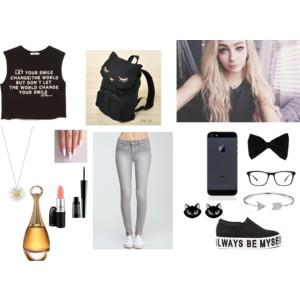 LET YOUR SMILE
CHANGE(THE WORLD
BUT DON'T LET
THE WORLD CHANGE
YOUR SMILE
ALWAYS BE MYSELF